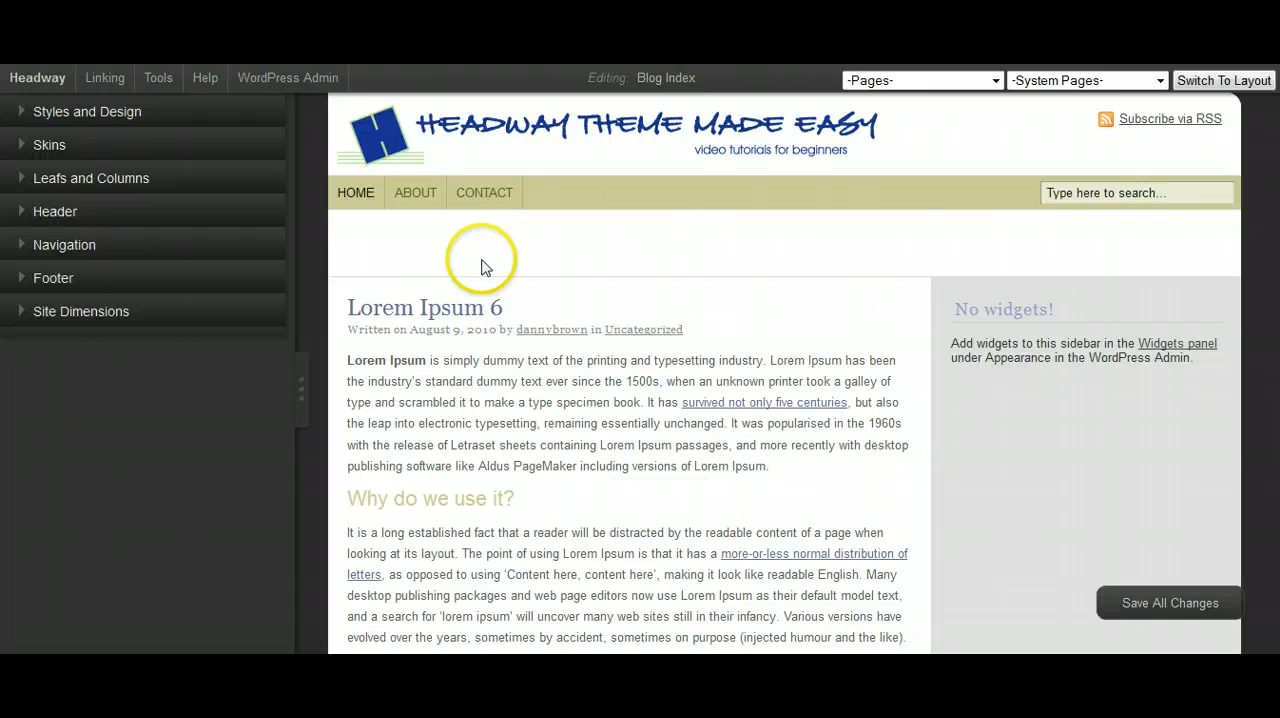 Headway Linking Tools Help WordPress Admin Editing: Blog Index -Pages- -System Pages- Switch To Layout
Styles and Design
Skins
Leafs and Columns
Header
Navigation
Footer
Site Dimensions
HEADWAY THEME MADE EASY
video tutorials for beginners
Subscribe via RSS
HOME ABOUT CONTACT Type here to search...
Lorem Ipsum 6
Written on August 9, 2010 by dannybrown in Uncategorized
Lorem Ipsum is simply dummy text of the printing and typesetting industry. Lorem Ipsum has been
the industry's standard dummy text ever since the 1500s, when an unknown printer took a galley of
type and scrambled it to make a type specimen book. It has survived not only five centuries, but also
the leap into electronic typesetting, remaining essentially unchanged. It was popularised in the 1960s
with the release of Letraset sheets containing Lorem Ipsum passages, and more recently with desktop
publishing software like Aldus PageMaker including versions of Lorem Ipsum.
Why do we use it?
It is a long established fact that a reader will be distracted by the readable content of a page when
looking at its layout. The point of using Lorem Ipsum is that it has a more-or-less normal distribution of
letters, as opposed to using ‘Content here, content here’, making it look like readable English. Many
desktop publishing packages and web page editors now use Lorem Ipsum as their default model text,
and a search for ‘lorem ipsum’ will uncover many web sites still in their infancy. Various versions have
evolved over the years, sometimes by accident, sometimes on purpose (injected humour and the like).
No widgets!
Add widgets to this sidebar in the Widgets panel
under Appearance in the WordPress Admin.
Save All Changes